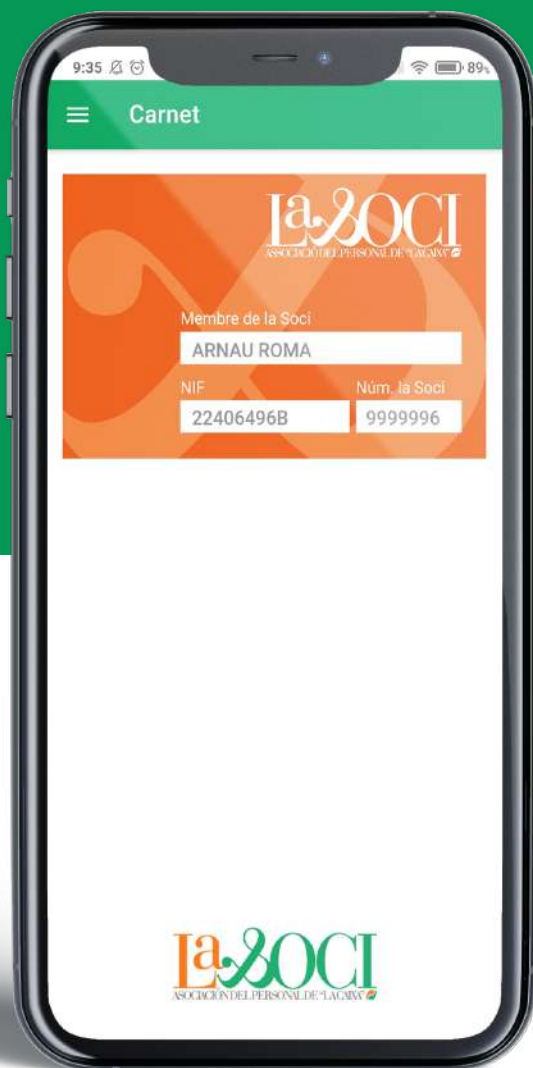 9:35
89%
Carnet
La SOCI
ASSOCIACIÓ DEL PERSONAL DE "LA CAIXA"
Membre de la Soci
ARNAU ROMA
NIF
Núm. la Soci
22406496B
9999996
La SOCI
ASOCIACIÓN DEL PERSONAL DE "LA CAIXA"